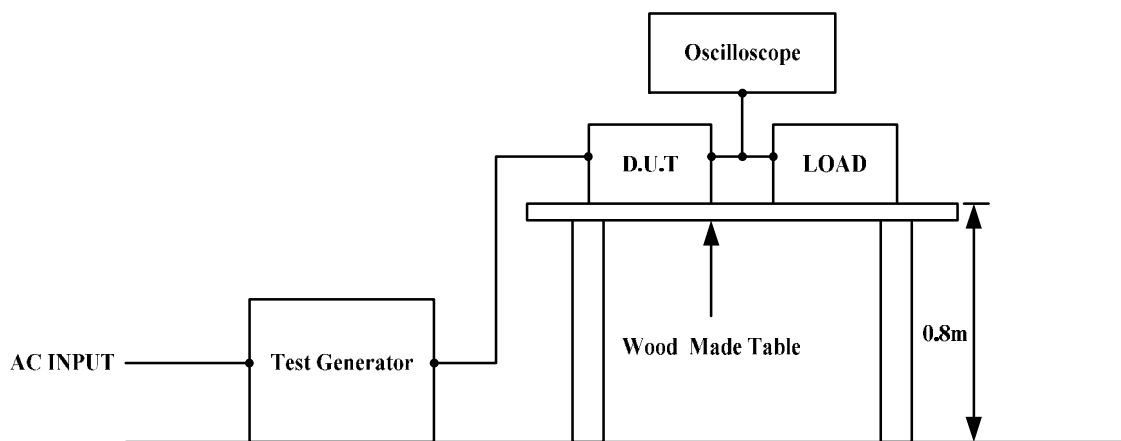 Oscilloscope
D.U.T
LOAD
0.8m
Wood Made Table
AC INPUT
Test Generator